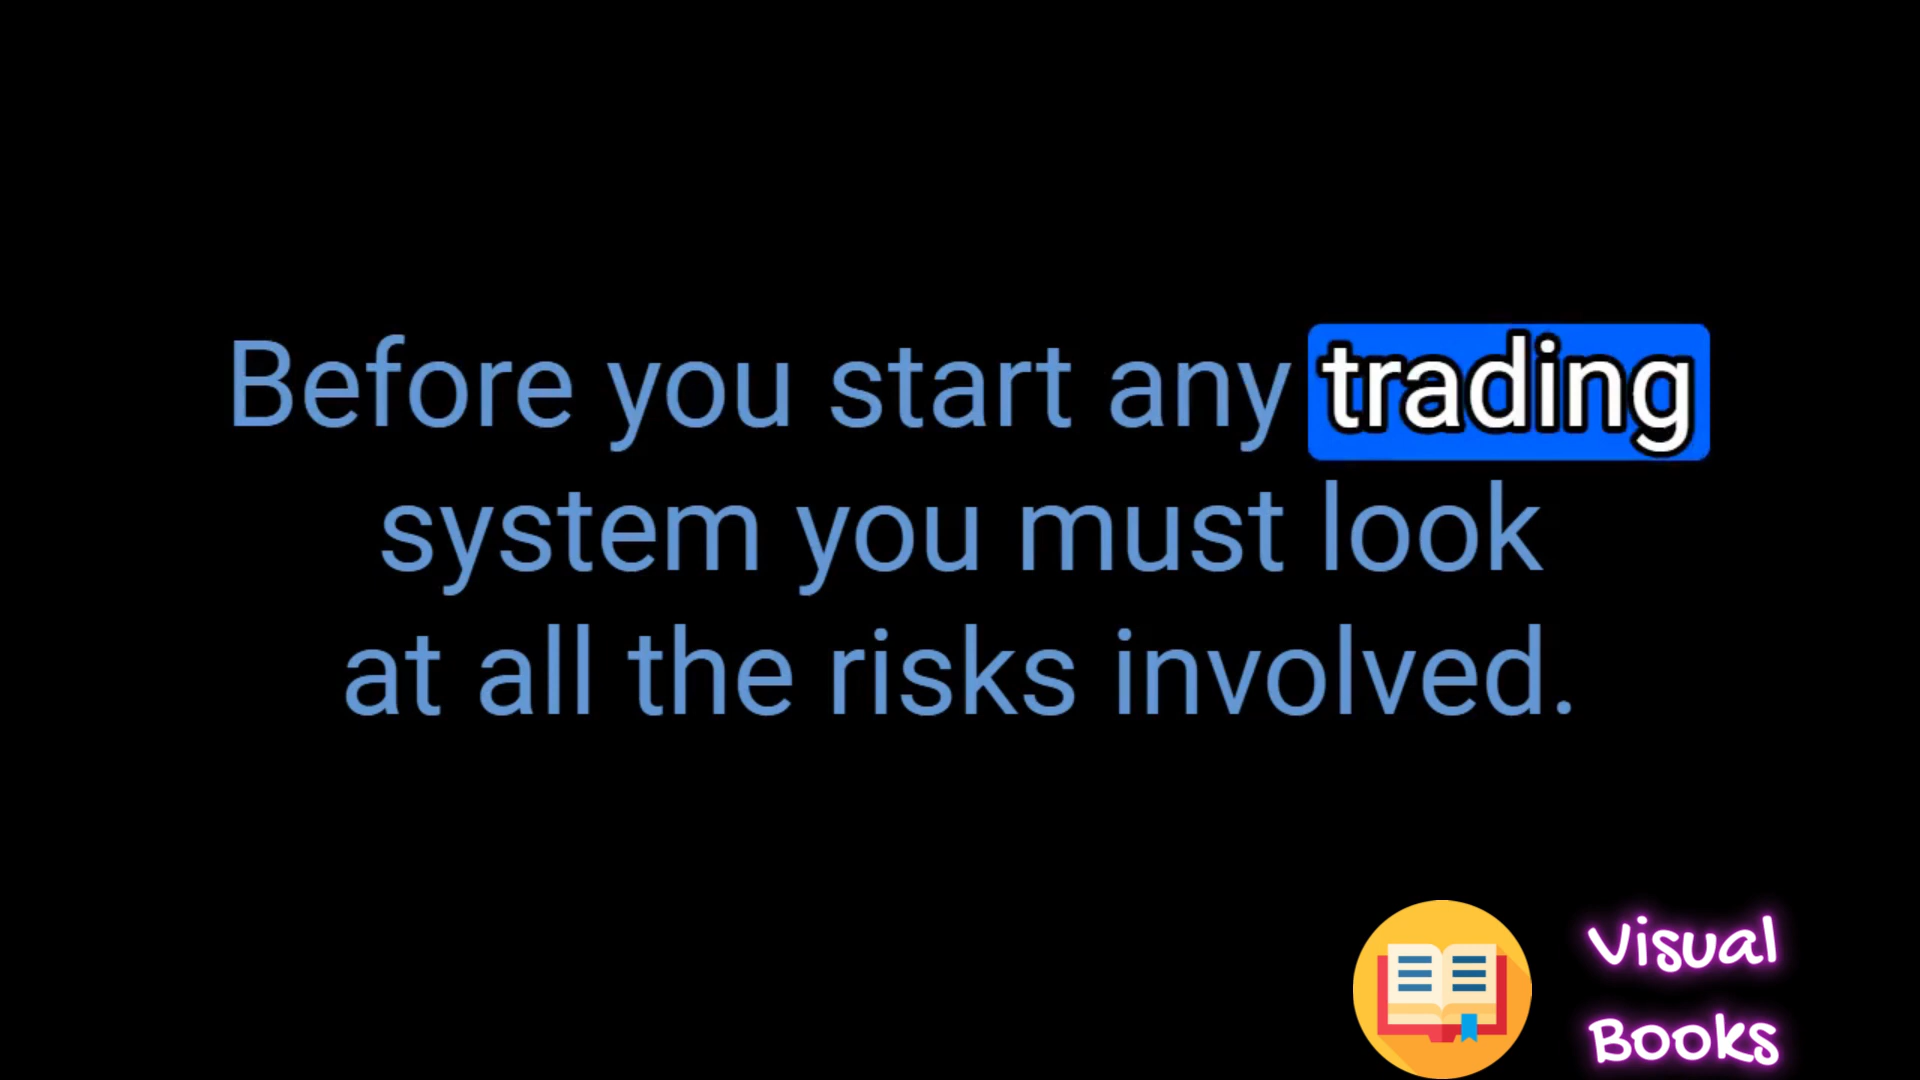 Before you start any trading
system you must look
at all the risks involved.
Visual
Books